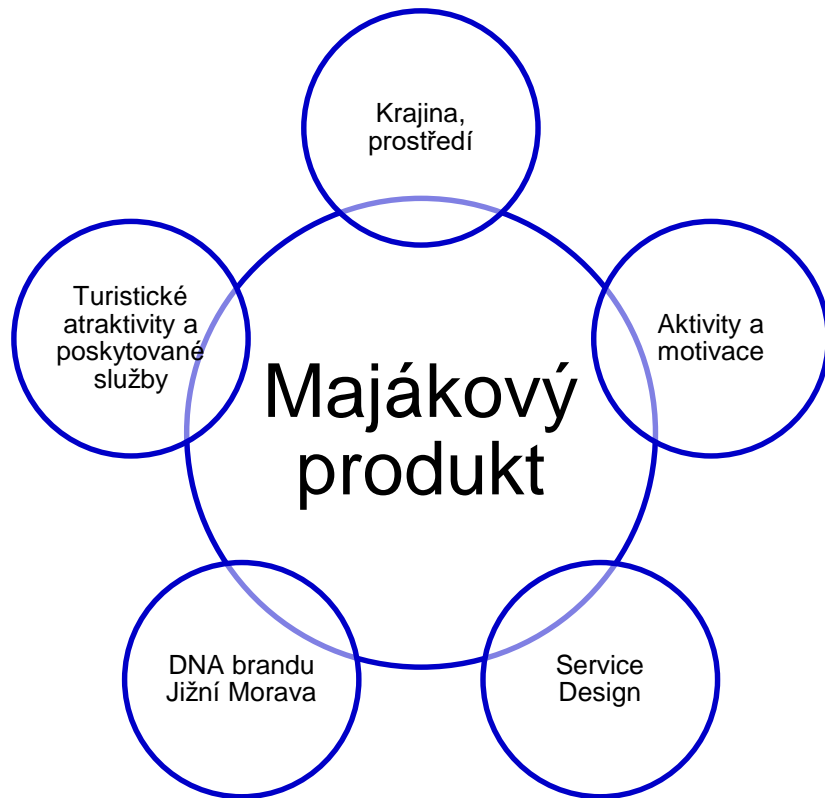 Krajina,
prostředí
Turistické
atraktivity a
poskytované
služby
Aktivity a
motivace
Majákový
produkt
DNA brandu
Jižní Morava
Service
Design